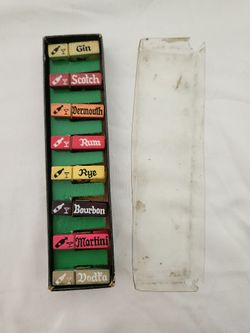 Gin
Scotch
Vermouth
Rum
Rye
Bourbon
Martini
Vodka